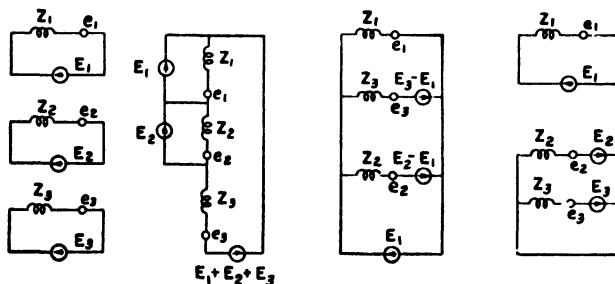 Z1 e1
E1
Z2 e2
E2
Z3 e3
E3
E1 Z1
e1
E2 Z2
e2
Z3
e3
E1 + E2 + E3
Z1
e1
Z3 E3-E1
e3
Z2 E2-E1
e2
E1
Z1 e1
E1
Z2 E2
e2
Z3 E3
e3